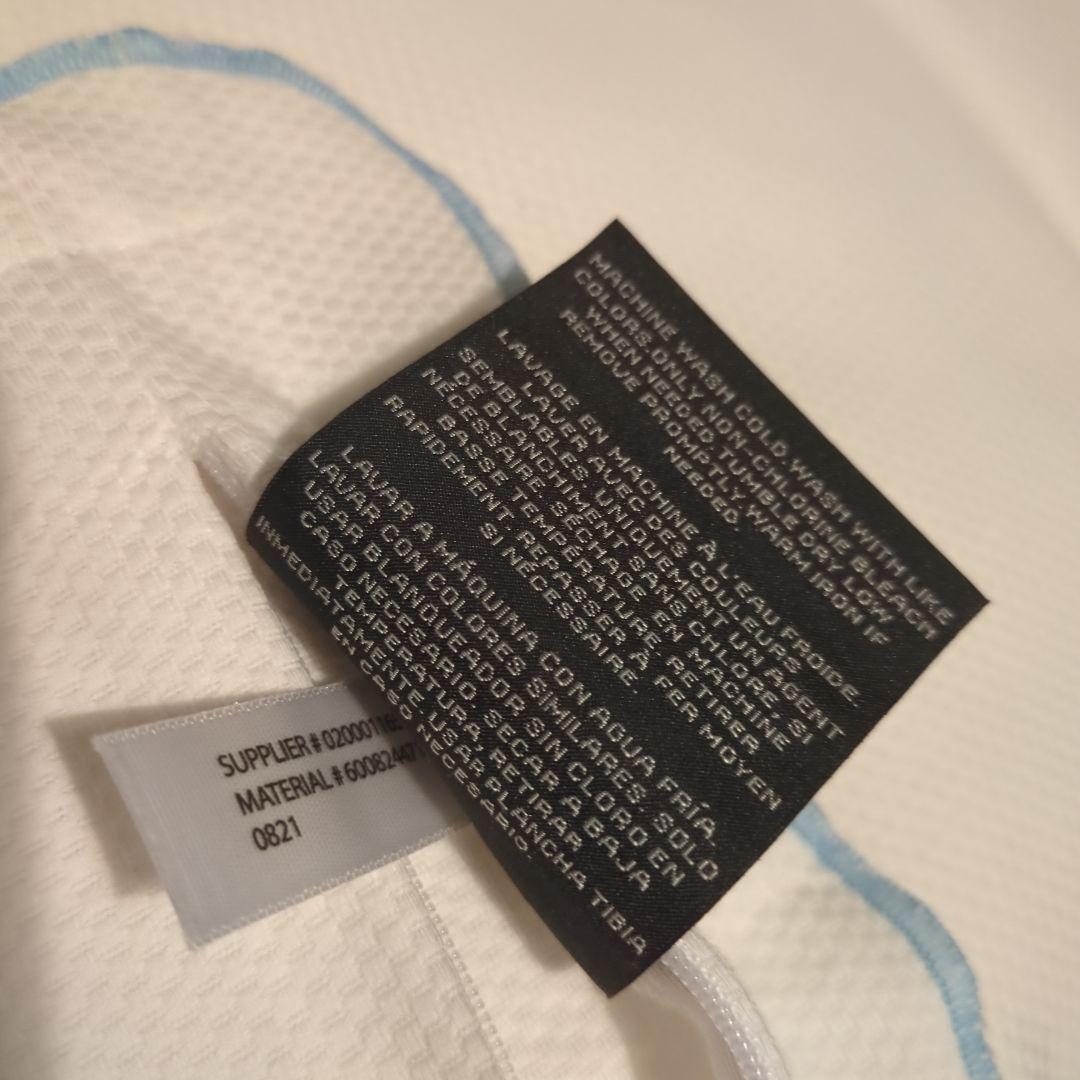 MACHINE WASH COLD WASH WITH LIKE
COLORS ONLY NON-CHLORINE BLEACH
WHEN NEEDED TUMBLE DRY LOW
REMOVE PROMPTLY WARM IRON IF
NEEDED
LAVAGE EN MACHINE À L'EAU FROIDE.
LAVER AVEC DES COULEURS
SEMBLABLES. UNIQUEMENT UN AGENT
DE BLANCHIMENT SANS CHLORE, SI
NÉCESSAIRE. SÉCHAGE EN MACHINE
BASSE TEMPÉRATURE. RETIRER
RAPIDEMENT. REPASSER À FER MOYEN
SI NÉCESSAIRE.
LAVAR A MÁQUINA CON AGUA FRÍA.
LAVAR CON COLORES SIMILARES. SOLO
USAR BLANQUEADOR SIN CLORO EN
CASO NECESARIO. SECAR A BAJA
TEMPERATURA, RETIRAR
INMEDIATAMENTE. USAR PLANCHA TIBIA
EN CASO NECESARIO.
SUPPLIER# 02000116
MATERIAL# 60082447
0821